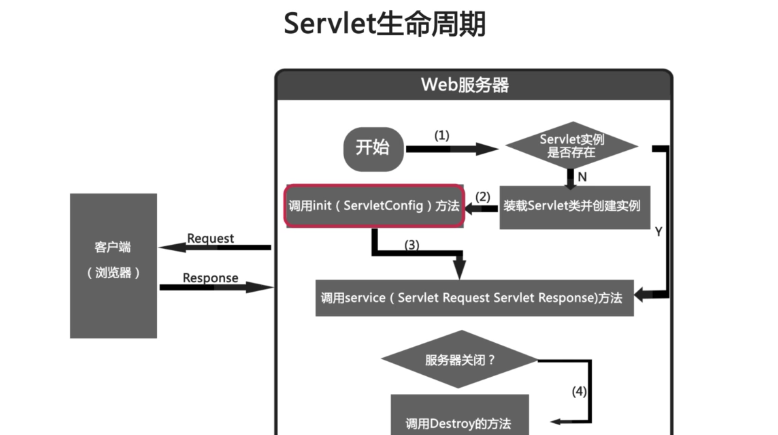 Servlet生命周期
Web服务器
开始
(1)
Servlet实例
是否存在
N
调用init（ServletConfig）方法
(2)
装载Servlet类并创建实例
Y
客户端
（浏览器）
Request
Response
(3)
调用service（Servlet Request Servlet Response)方法
服务器关闭？
(4)
调用Destroy的方法